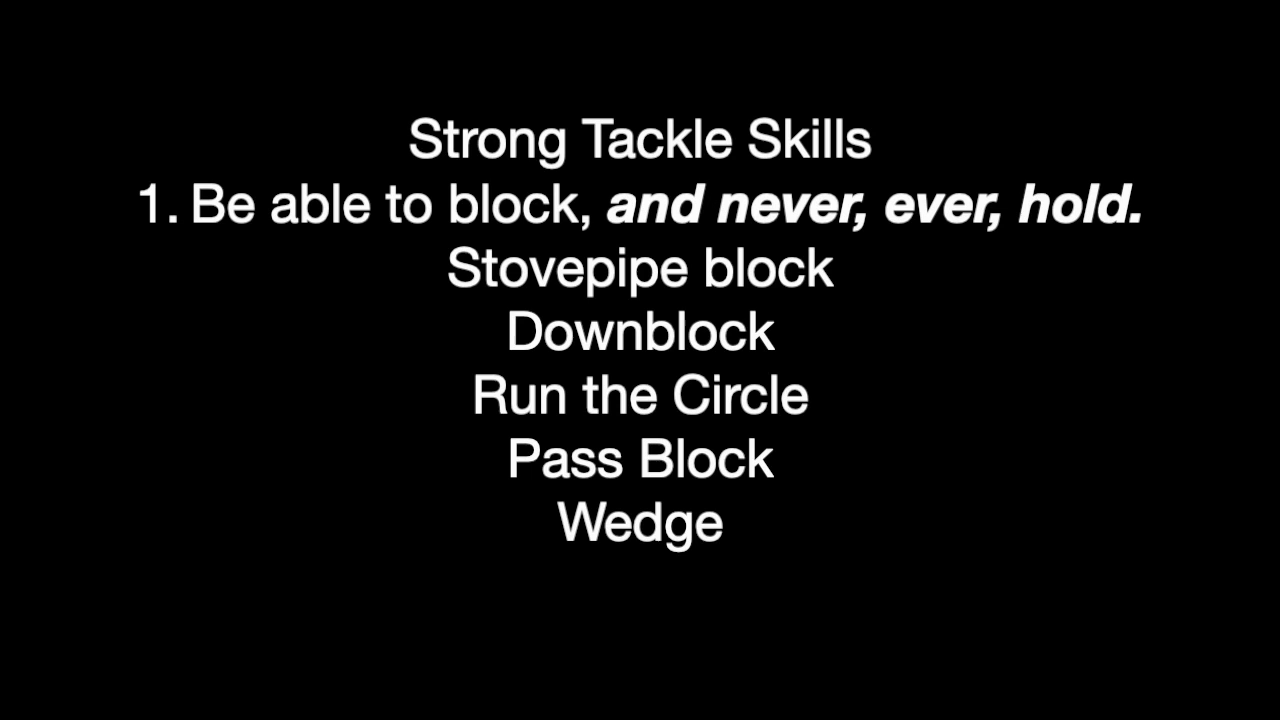 Strong Tackle Skills
1. Be able to block, and never, ever, hold.
Stovepipe block
Downblock
Run the Circle
Pass Block
Wedge